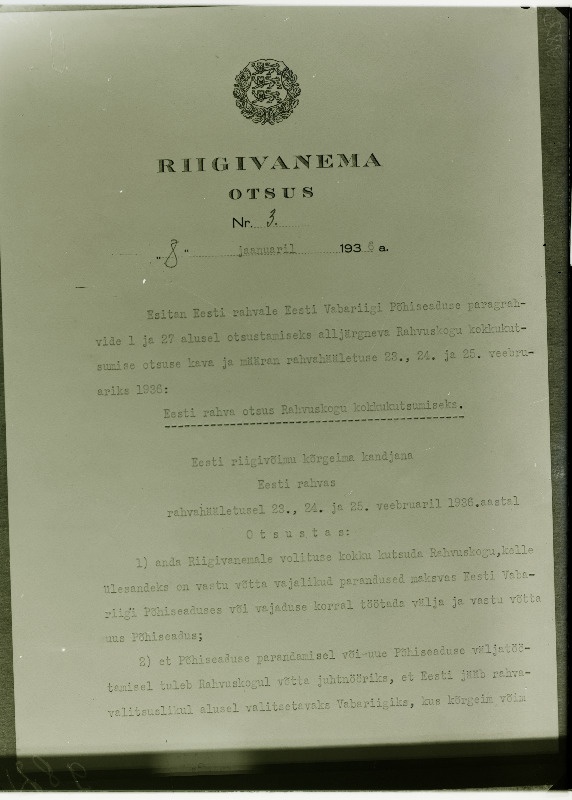 RIIGIVANEMA
OTSUS
Nr. 3.
"8" jaanuaril 1936 a.
Esitan Eesti rahvale Eesti Vabariigi Põhiseaduse paragrah-
vide 1 ja 27 alusel otsustamiseks alljärgneva Rahvuskogu kokkukut-
sumise otsuse kava ja määran rahvahääletuse 23., 24. ja 25. veebru-
ariks 1936:
Eesti rahva otsus Rahvuskogu kokkukutsumiseks.
Eesti riigivõimu kõrgeima kandjana
Eesti rahvas
rahvahääletusel 23., 24. ja 25. veebruaril 1936.aastal
Otsustas:
1) anda Riigivanemale volituse kokku kutsuda Rahvuskogu,kelle
ülesandeks on vastu võtta vajalikud parandused maksvas Eesti Vaba-
riigi Põhiseaduses või vajaduse korral töötada välja ja vastu võtta
uus Põhiseadus;
2) et Põhiseaduse parandamisel või uue Põhiseaduse väljatöö-
tamisel tuleb Rahvuskogul võtta juhtnööriks, et Eesti jääb rahva-
valitsuslikul alusel valitsetavaks Vabariigiks, kus kõrgeim võim